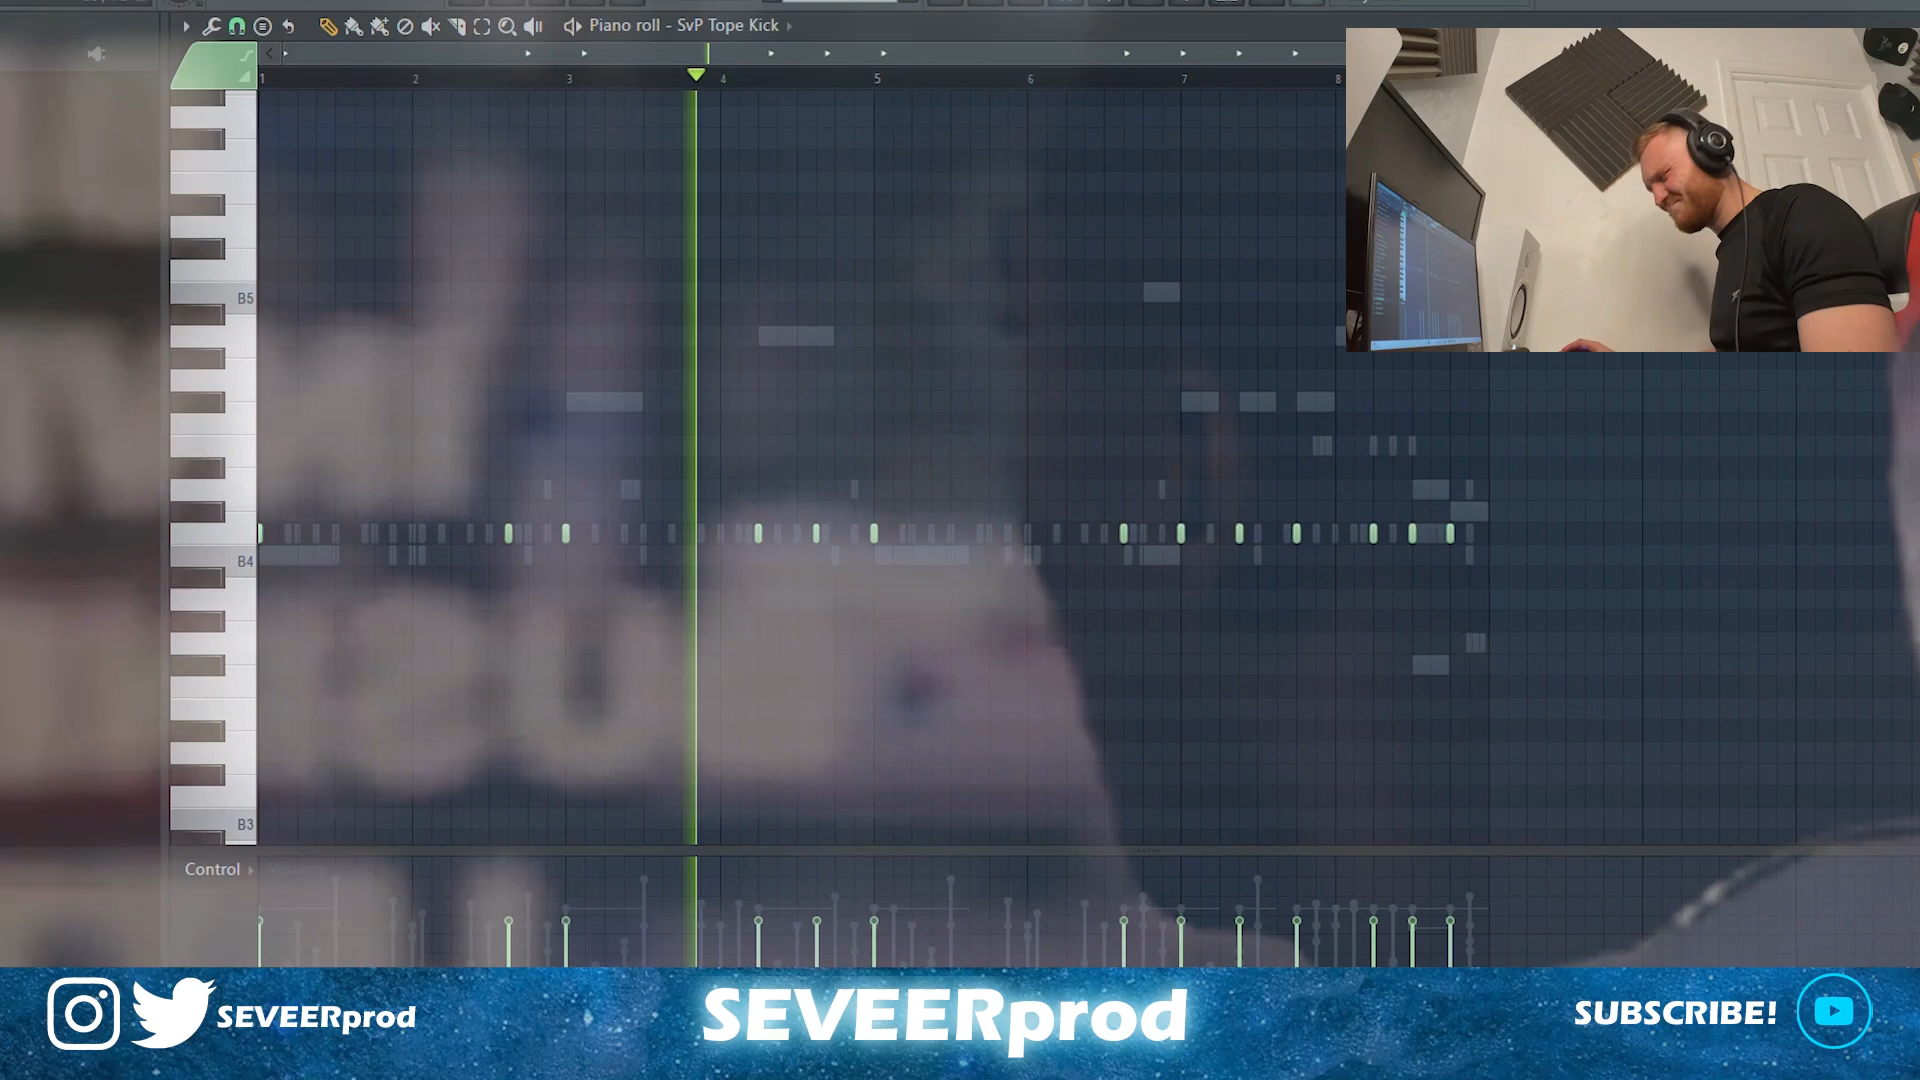 Piano roll - SvP Tope Kick
1 2 3 4 5 6 7 8
B5
B4
B3
Control
SEVEERprod
SEVEERprod
SUBSCRIBE!